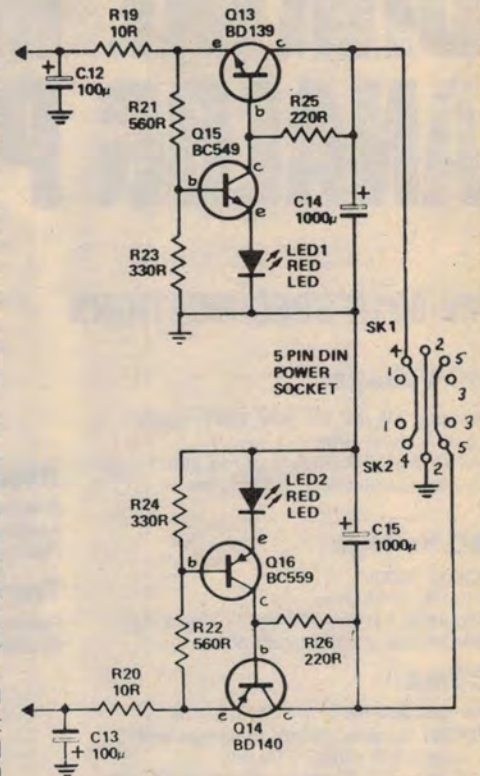 R19
10R
Q13
BD139
e
c
+
C12
100µ
b
R21
560R
R25
220R
Q15
BC549
c
b
e
C14
1000µ
+
R23
330R
LED1
RED
LED
SK1
5 PIN DIN
POWER
SOCKET
4
2
5
1
3
1
3
4
5
SK2
2
R24
330R
LED2
RED
LED
e
b
Q16
BC559
c
+
C15
1000µ
R22
560R
R26
220R
b
R20
10R
e
c
Q14
BD140
C13
100µ
+